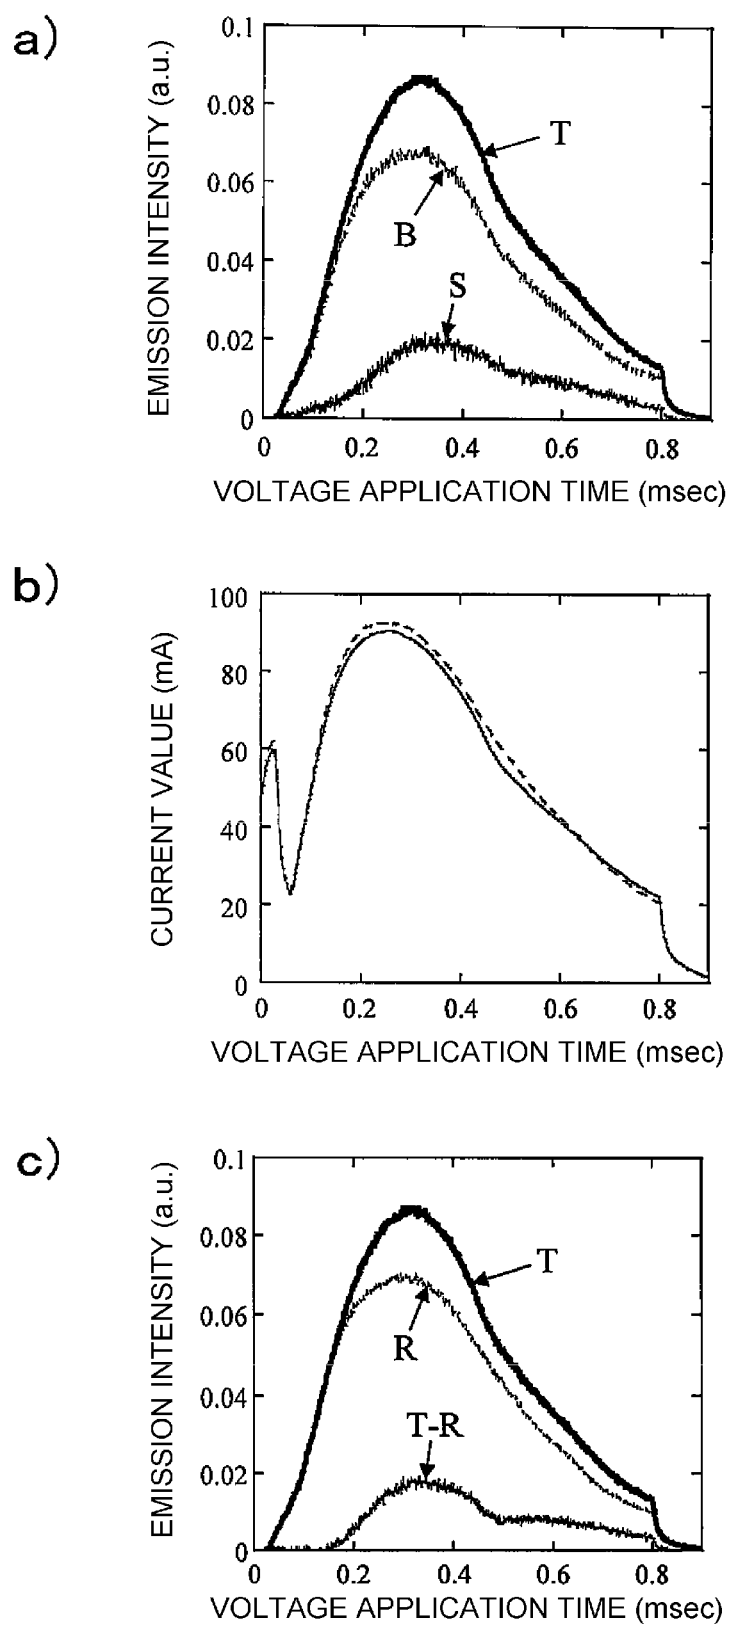 a)
EMISSION INTENSITY (a.u.)
0.1
0.08
0.06
0.04
0.02
0
T
B
S
0 0.2 0.4 0.6 0.8
VOLTAGE APPLICATION TIME (msec)
b)
CURRENT VALUE (mA)
100
80
60
40
20
0
0 0.2 0.4 0.6 0.8
VOLTAGE APPLICATION TIME (msec)
c)
EMISSION INTENSITY (a.u.)
0.1
0.08
0.06
0.04
0.02
0
T
R
T-R
0 0.2 0.4 0.6 0.8
VOLTAGE APPLICATION TIME (msec)